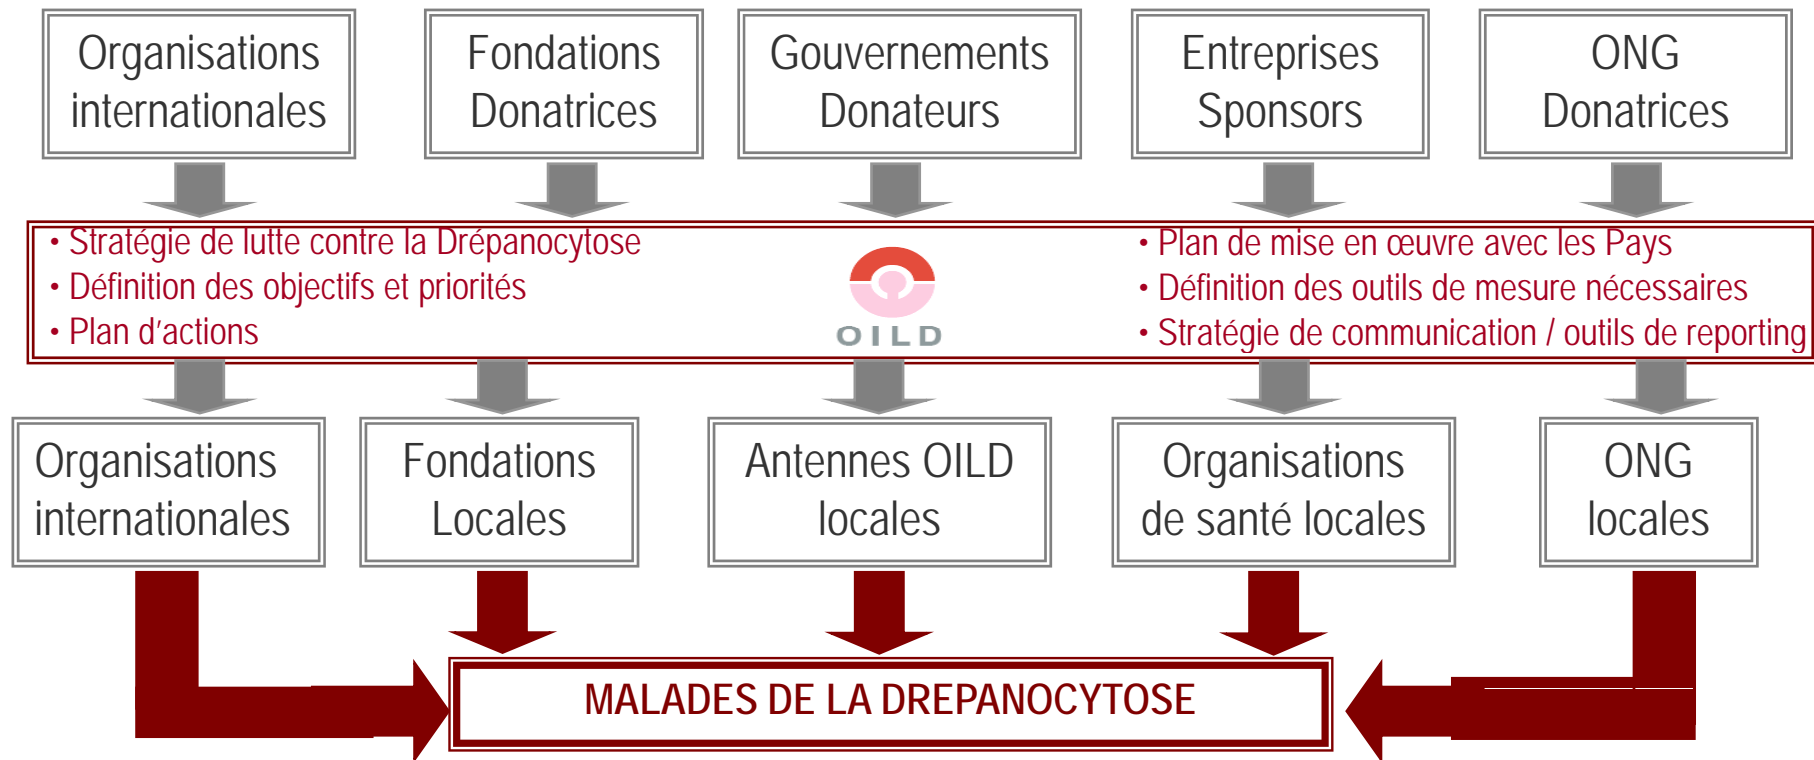 Organisations
internationales
Fondations
Donatrices
Gouvernements
Donateurs
Entreprises
Sponsors
ONG
Donatrices
• Stratégie de lutte contre la Drépanocytose
• Définition des objectifs et priorités
• Plan d'actions
OILD
• Plan de mise en œuvre avec les Pays
• Définition des outils de mesure nécessaires
• Stratégie de communication / outils de reporting
Organisations
internationales
Fondations
Locales
Antennes OILD
locales
Organisations
de santé locales
ONG
locales
MALADES DE LA DREPANOCYTOSE